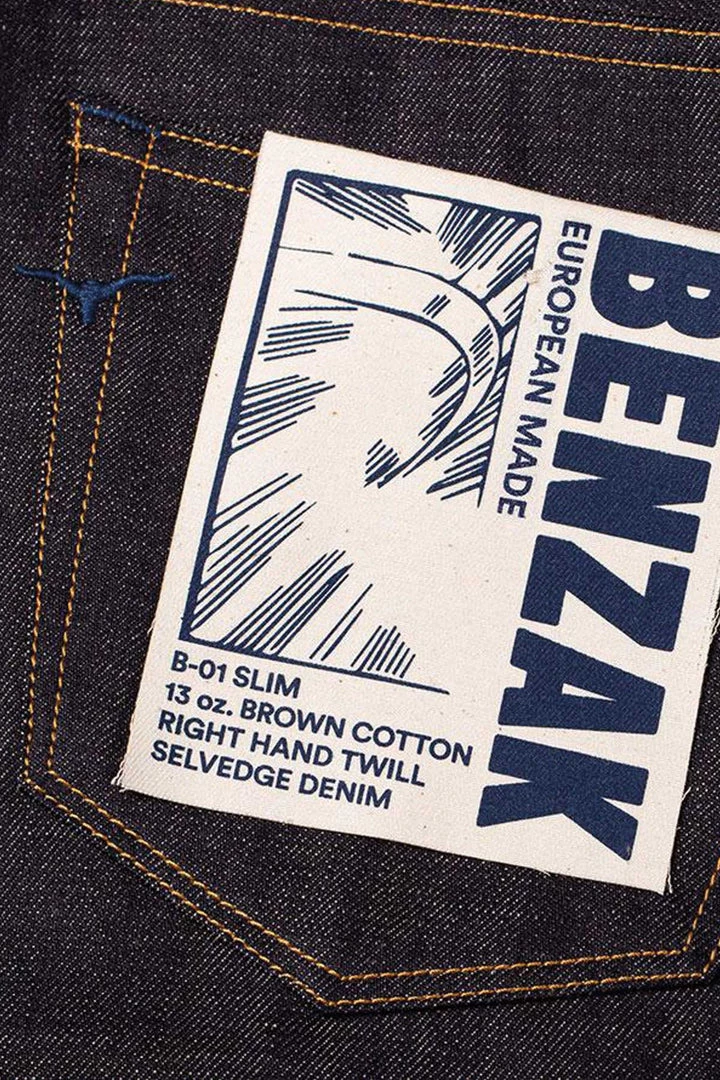 BENZAK
EUROPEAN MADE
B-01 SLIM
13 oz. BROWN COTTON
RIGHT HAND TWILL
SELVEDGE DENIM